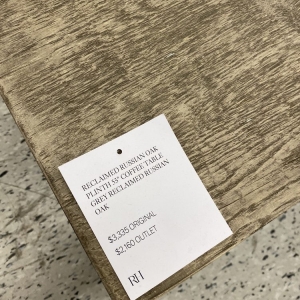 RECLAIMED RUSSIAN OAK
PLINTH 55" COFFEE TABLE
GREY RECLAIMED RUSSIAN
OAK
$3,335 ORIGINAL
$2,160 OUTLET
RH